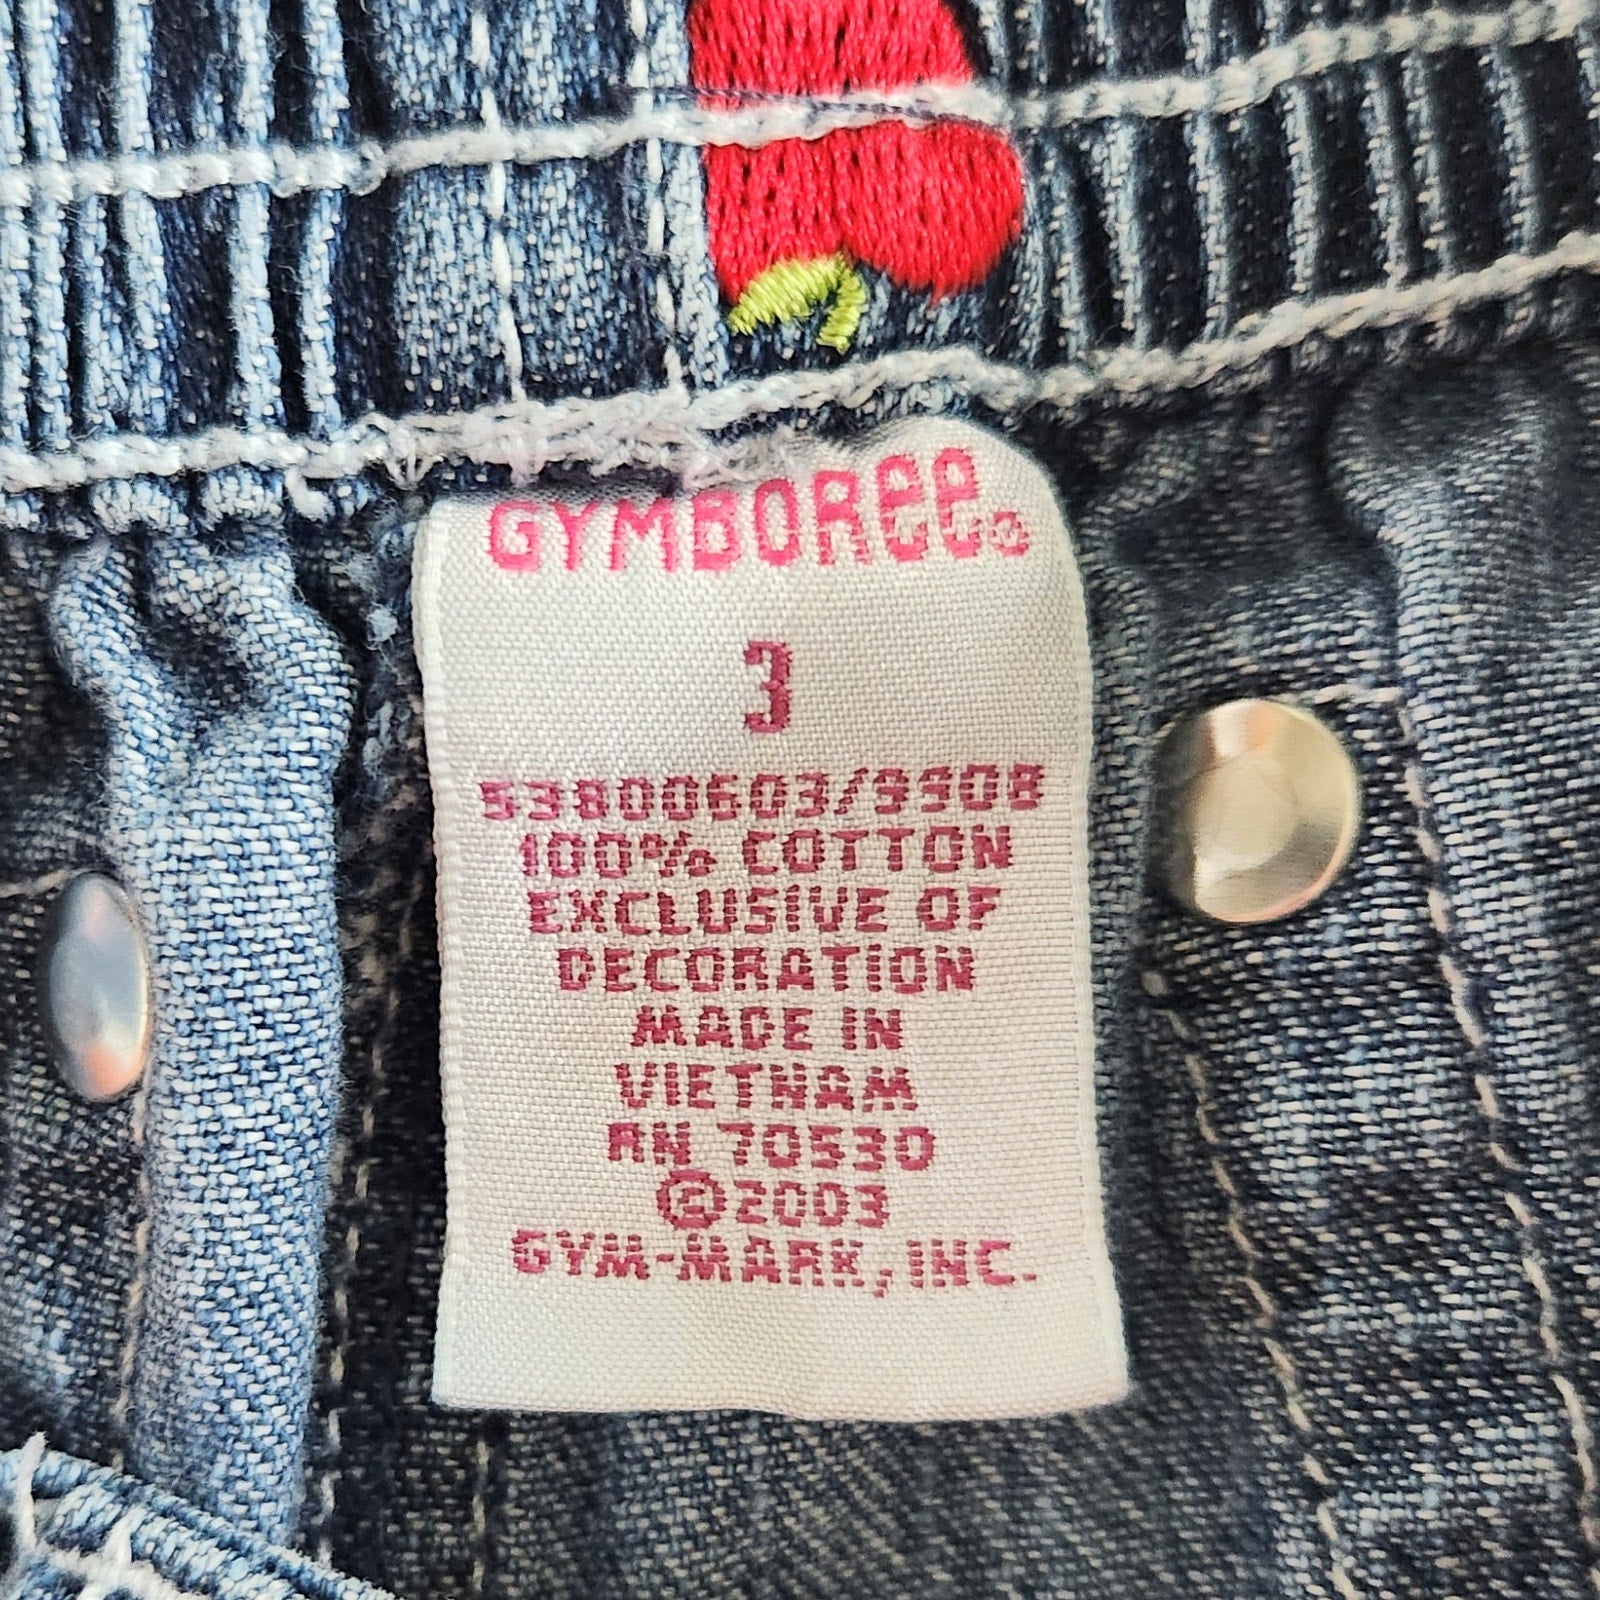 GYMBOREE®
3
53800603/9908
100% COTTON
EXCLUSIVE OF
DECORATION
MADE IN
VIETNAM
RN 70530
©2003
GYM-MARK, INC.